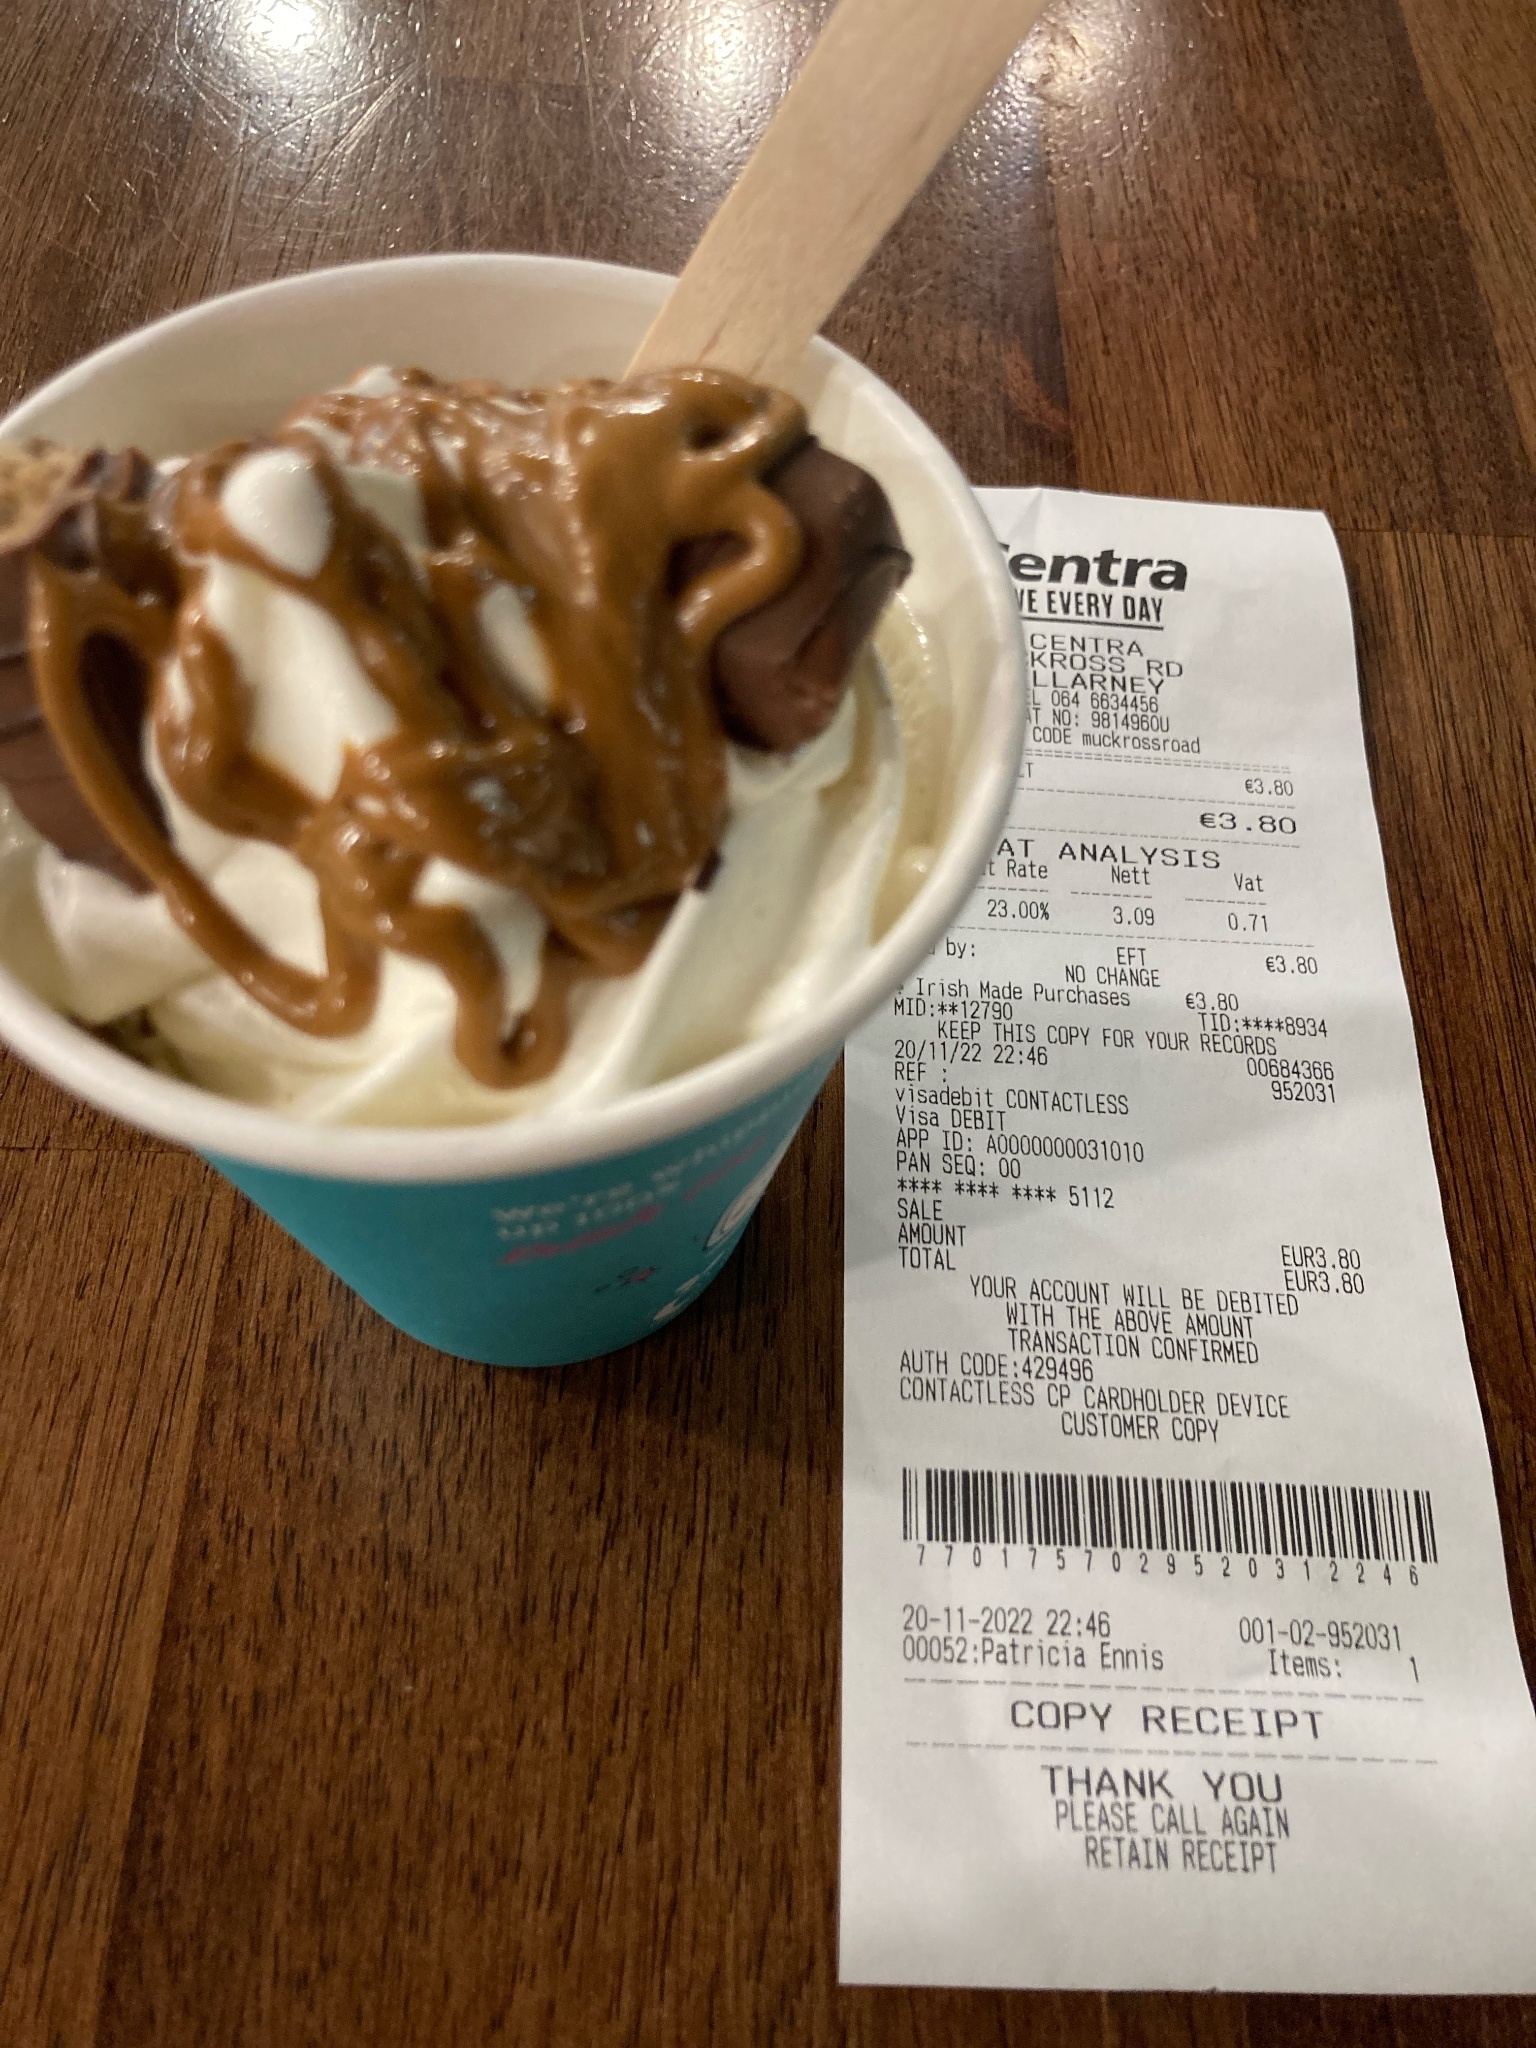 We're whipping
up 100%
entra
VE EVERY DAY
CENTRA
KROSS RD
LLARNEY
EL 064 6634456
AT NO: 9814960U
CODE muckrossroad
LT €3.80
€3.80
AT ANALYSIS
t Rate Nett Vat
23.00% 3.09 0.71
by: EFT €3.80
NO CHANGE
Irish Made Purchases €3.80
MID:**12790 TID:****8934
KEEP THIS COPY FOR YOUR RECORDS
20/11/22 22:46 00684366
REF : 952031
visadebit CONTACTLESS
Visa DEBIT
APP ID: A0000000031010
PAN SEQ: 00
**** **** **** 5112
SALE
AMOUNT EUR3.80
TOTAL EUR3.80
YOUR ACCOUNT WILL BE DEBITED
WITH THE ABOVE AMOUNT
TRANSACTION CONFIRMED
AUTH CODE:429496
CONTACTLESS CP CARDHOLDER DEVICE
CUSTOMER COPY
7701757029520312246
20-11-2022 22:46 001-02-952031
00052:Patricia Ennis Items: 1
COPY RECEIPT
THANK YOU
PLEASE CALL AGAIN
RETAIN RECEIPT